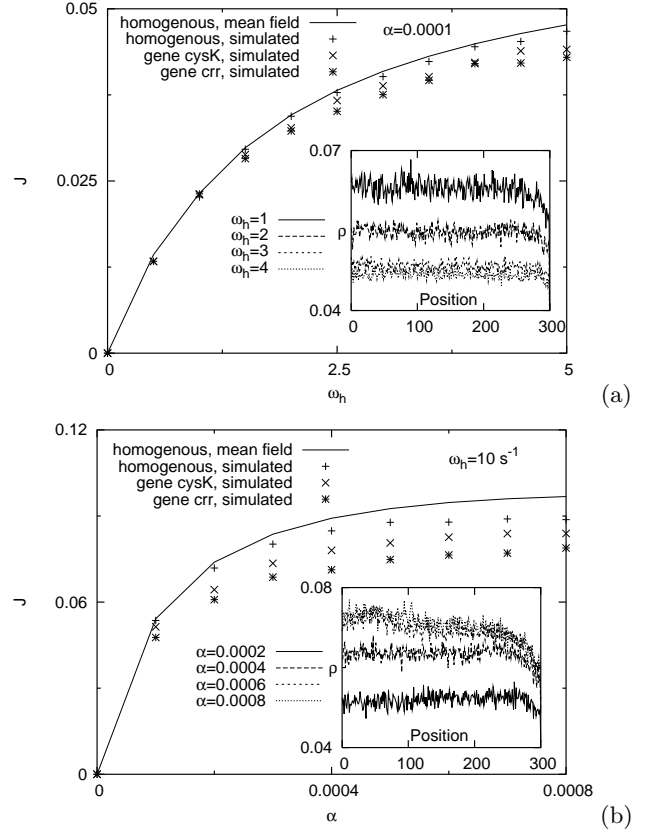 0.05
homogenous, mean field
homogenous, simulated
gene cysK, simulated
gene crr, simulated
α=0.0001
J
0.025
0.07
ω_h=1
ω_h=2
ω_h=3
ω_h=4
ρ
0.04
Position
0 100 200 300
0
0 2.5 5
ω_h
(a)
0.12
homogenous, mean field
homogenous, simulated
gene cysK, simulated
gene crr, simulated
ω_h=10 s⁻¹
J
0.06
0.08
α=0.0002
α=0.0004
α=0.0006
α=0.0008
ρ
0.04
Position
0 100 200 300
0
0 0.0004 0.0008
α
(b)